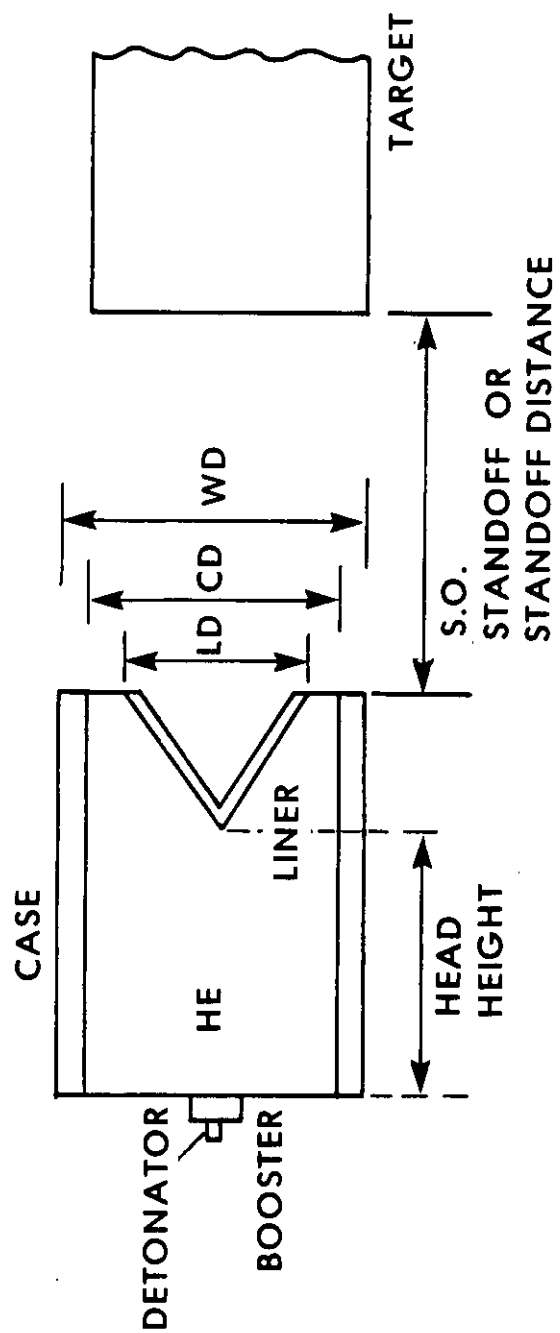 CASE
DETONATOR
HE
BOOSTER
LINER
HEAD
HEIGHT
LD
CD
WD
S.O.
STANDOFF OR
STANDOFF DISTANCE
TARGET